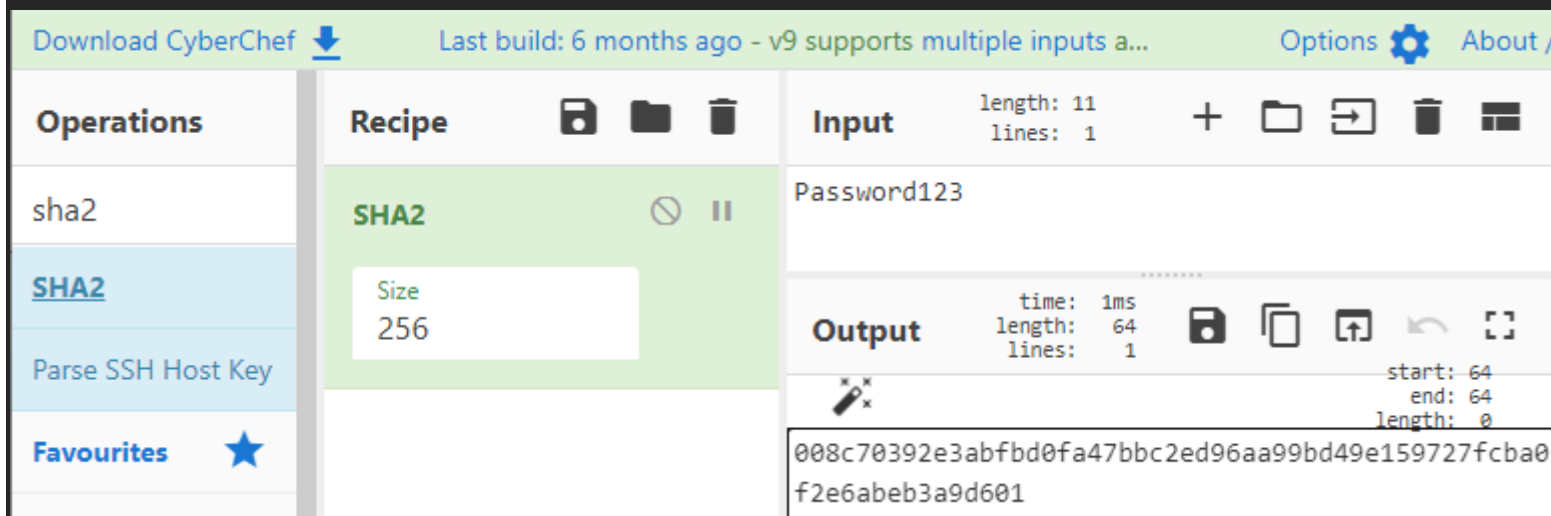 Download CyberChef Last build: 6 months ago - v9 supports multiple inputs a... Options About /
Operations
Recipe
Input
length: 11
lines: 1
sha2
SHA2
Size
256
Password123
SHA2
Parse SSH Host Key
Favourites
Output
time: 1ms
length: 64
lines: 1
start: 64
end: 64
length: 0
008c70392e3abfbd0fa47bbc2ed96aa99bd49e159727fcba0
f2e6abeb3a9d601